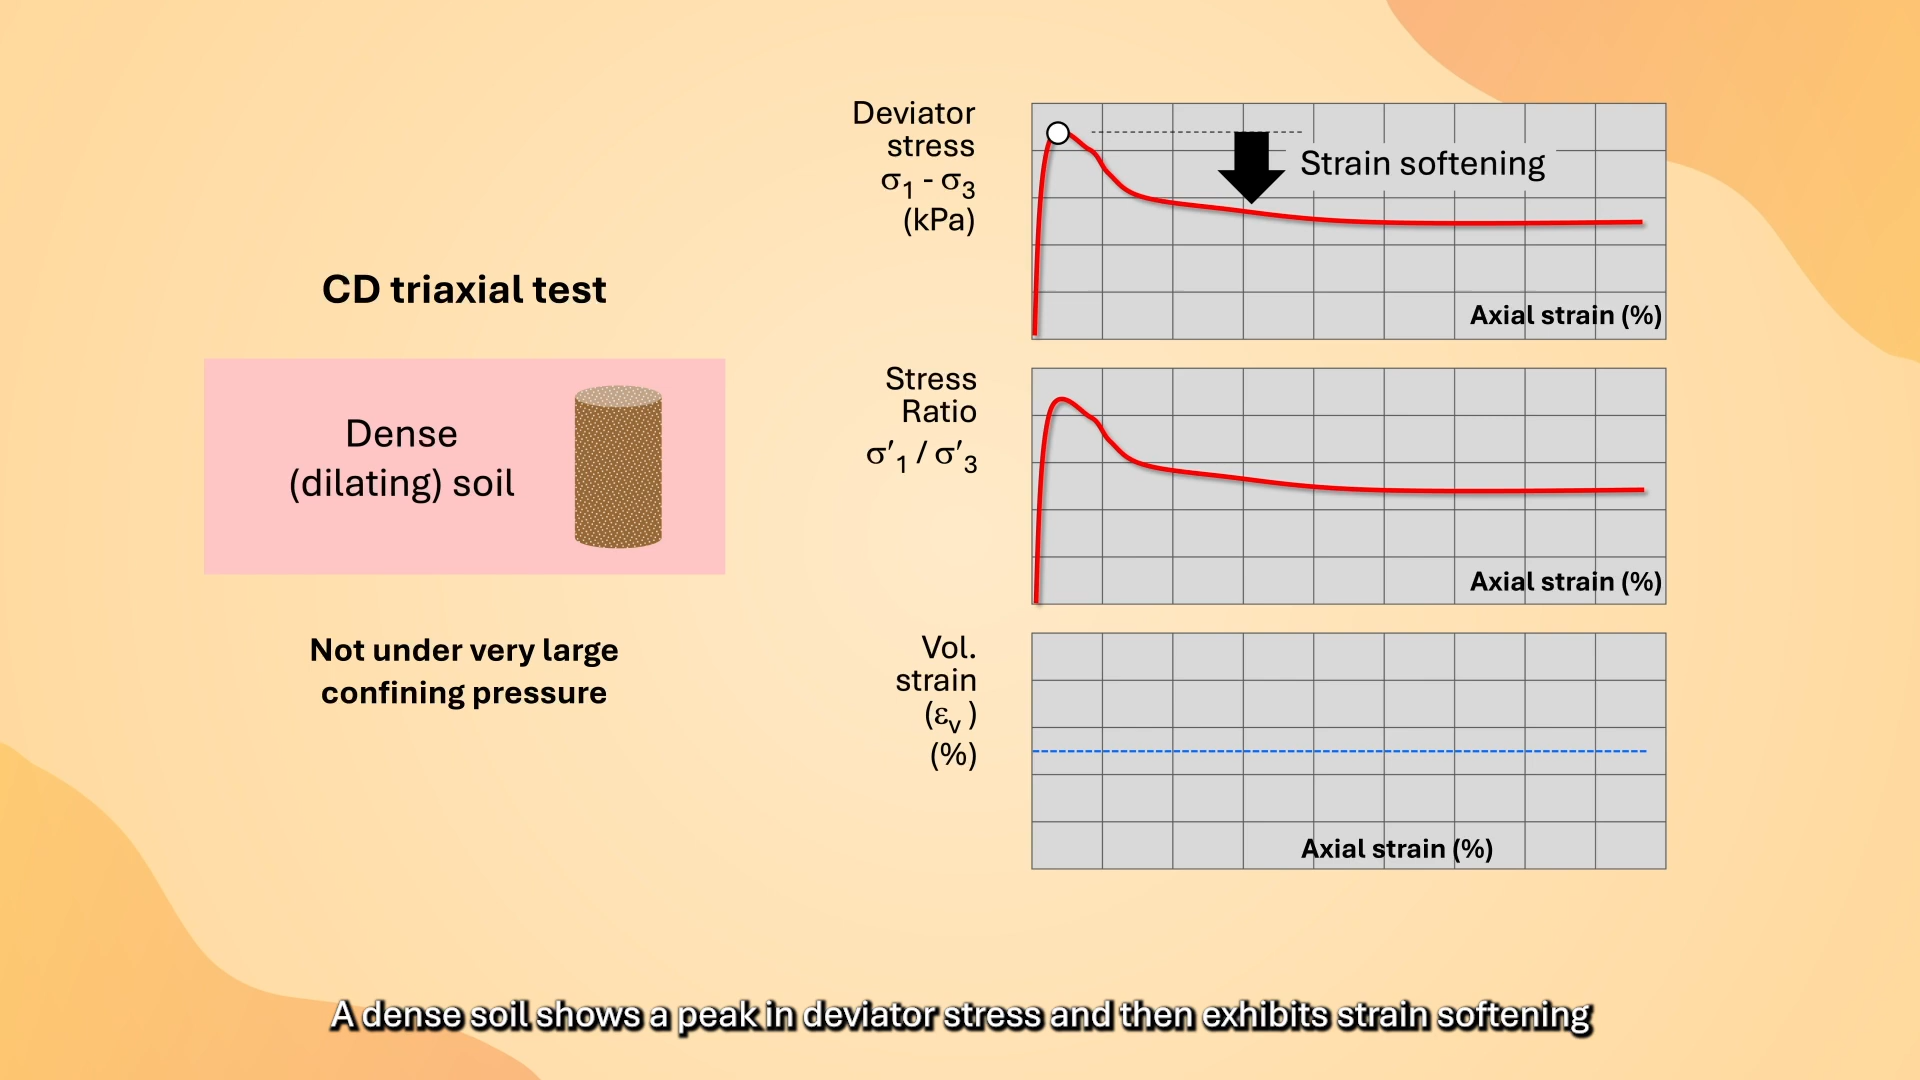 CD triaxial test
Dense
(dilating) soil
Not under very large
confining pressure
Deviator
stress
σ1 - σ3
(kPa)
Strain softening
Axial strain (%)
Stress
Ratio
σ′1 / σ′3
Axial strain (%)
Vol.
strain
(εv )
(%)
Axial strain (%)
A dense soil shows a peak in deviator stress and then exhibits strain softening